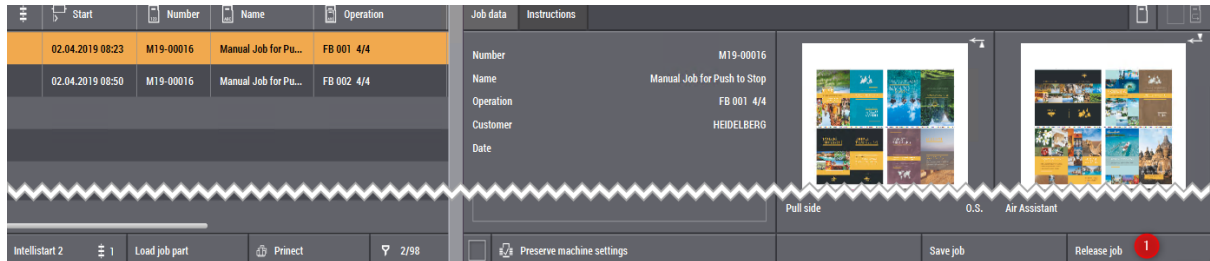 Start Number Name Operation
02.04.2019 08:23 M19-00016 Manual Job for Pu... FB 001 4/4
02.04.2019 08:50 M19-00016 Manual Job for Pu... FB 002 4/4
Intellistart 2 1 Load job part Prinect 2/98
Job data Instructions
Number M19-00016
Name Manual Job for Push to Stop
Operation FB 001 4/4
Customer HEIDELBERG
Date
Pull side O.S. Air Assistant
Preserve machine settings Save job Release job 1